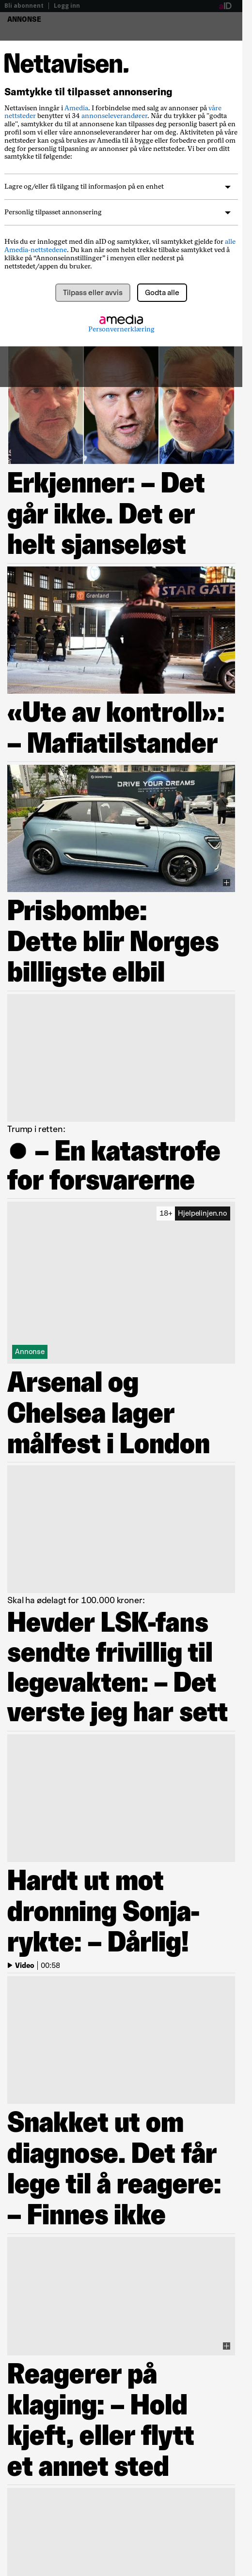 Bli abonnent | Logg inn
aID
ANNONSE
Nettavisen.
Samtykke til tilpasset annonsering
Nettavisen inngår i Amedia. I forbindelse med salg av annonser på våre
nettsteder benytter vi 34 annonseleverandører. Når du trykker på "godta
alle", samtykker du til at annonsene kan tilpasses deg personlig basert på en
profil som vi eller våre annonseleverandører har om deg. Aktiviteten på våre
nettsteder kan også brukes av Amedia til å bygge eller forbedre en profil om
deg for personlig tilpassing av annonser på våre nettsteder. Vi ber om ditt
samtykke til følgende:
Lagre og/eller få tilgang til informasjon på en enhet
Personlig tilpasset annonsering
Hvis du er innlogget med din aID og samtykker, vil samtykket gjelde for alle
Amedia-nettstedene. Du kan når som helst trekke tilbake samtykket ved å
klikke på “Annonseinnstillinger” i menyen eller nederst på
nettstedet/appen du bruker.
Tilpass eller avvis
Godta alle
amedia
Personvernerklæring
Erkjenner: – Det
går ikke. Det er
helt sjanseløst
Grønland
POLITI
STAR GATE
«Ute av kontroll»:
– Mafiatilstander
DRIVE YOUR DREAMS
Prisbombe:
Dette blir Norges
billigste elbil
Trump i retten:
● – En katastrofe
for forsvarerne
18+ Hjelpelinjen.no
Annonse
Arsenal og
Chelsea lager
målfest i London
Skal ha ødelagt for 100.000 kroner:
Hevder LSK-fans
sendte frivillig til
legevakten: – Det
verste jeg har sett
Hardt ut mot
dronning Sonja-
rykte: – Dårlig!
Video | 00:58
Snakket ut om
diagnose. Det får
lege til å reagere:
– Finnes ikke
Reagerer på
klaging: – Hold
kjeft, eller flytt
et annet sted